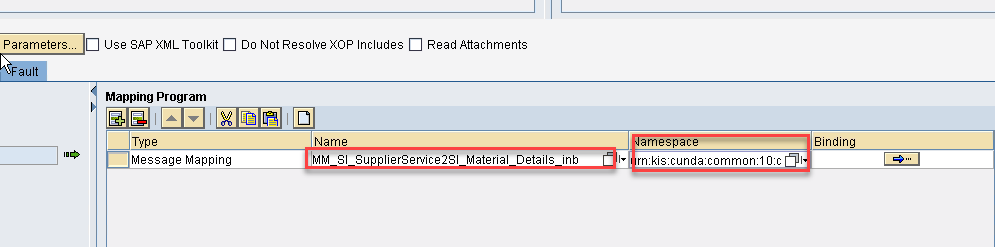 Parameters...
Use SAP XML Toolkit
Do Not Resolve XOP Includes
Read Attachments
Fault
Mapping Program
Type
Name
Namespace
Binding
Message Mapping
MM_SI_SupplierService2SI_Material_Details_inb
urn:kis:cunda:common:10:c